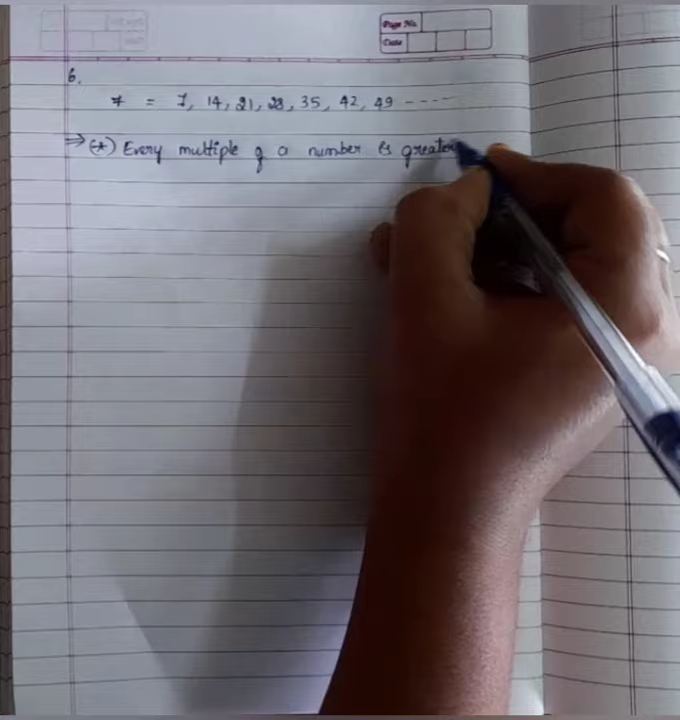 Page No.
Date
6.
7 = 7, 14, 21, 28, 35, 42, 49 ----
⇒ (*) Every multiple of a number is greater